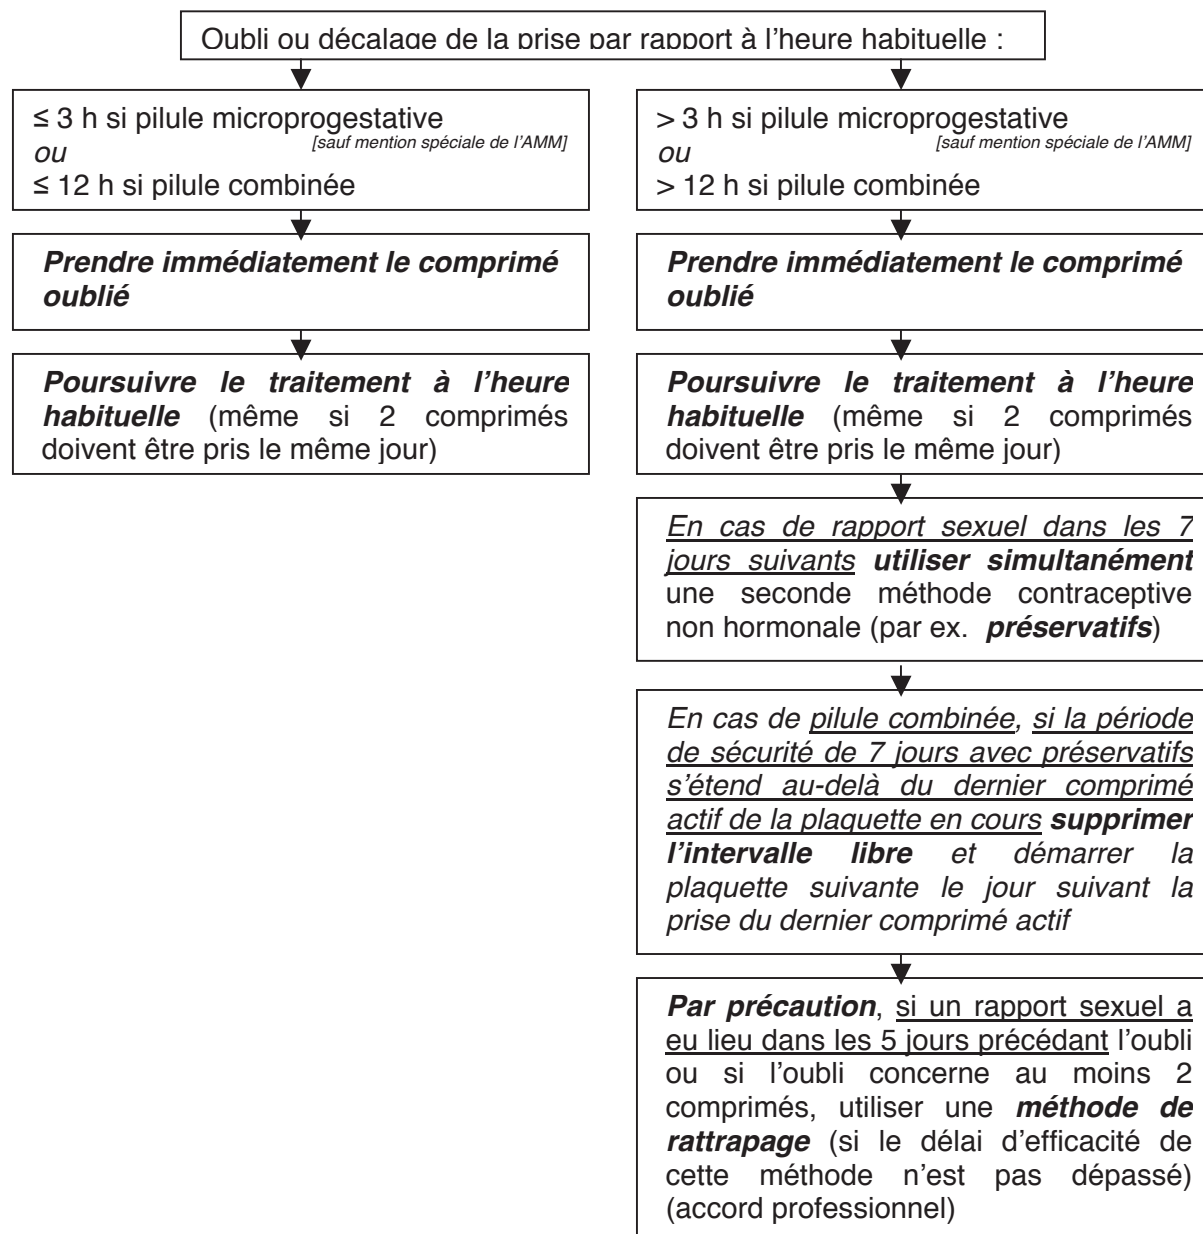 Oubli ou décalage de la prise par rapport à l’heure habituelle :
≤ 3 h si pilule microprogestative
[sauf mention spéciale de l’AMM]
ou
≤ 12 h si pilule combinée
Prendre immédiatement le comprimé
oublié
Poursuivre le traitement à l’heure
habituelle (même si 2 comprimés
doivent être pris le même jour)
> 3 h si pilule microprogestative
[sauf mention spéciale de l’AMM]
ou
> 12 h si pilule combinée
Prendre immédiatement le comprimé
oublié
Poursuivre le traitement à l’heure
habituelle (même si 2 comprimés
doivent être pris le même jour)
En cas de rapport sexuel dans les 7
jours suivants utiliser simultanément
une seconde méthode contraceptive
non hormonale (par ex. préservatifs)
En cas de pilule combinée, si la période
de sécurité de 7 jours avec préservatifs
s’étend au-delà du dernier comprimé
actif de la plaquette en cours supprimer
l’intervalle libre et démarrer la
plaquette suivante le jour suivant la
prise du dernier comprimé actif
Par précaution, si un rapport sexuel a
eu lieu dans les 5 jours précédant l’oubli
ou si l’oubli concerne au moins 2
comprimés, utiliser une méthode de
rattrapage (si le délai d’efficacité de
cette méthode n’est pas dépassé)
(accord professionnel)